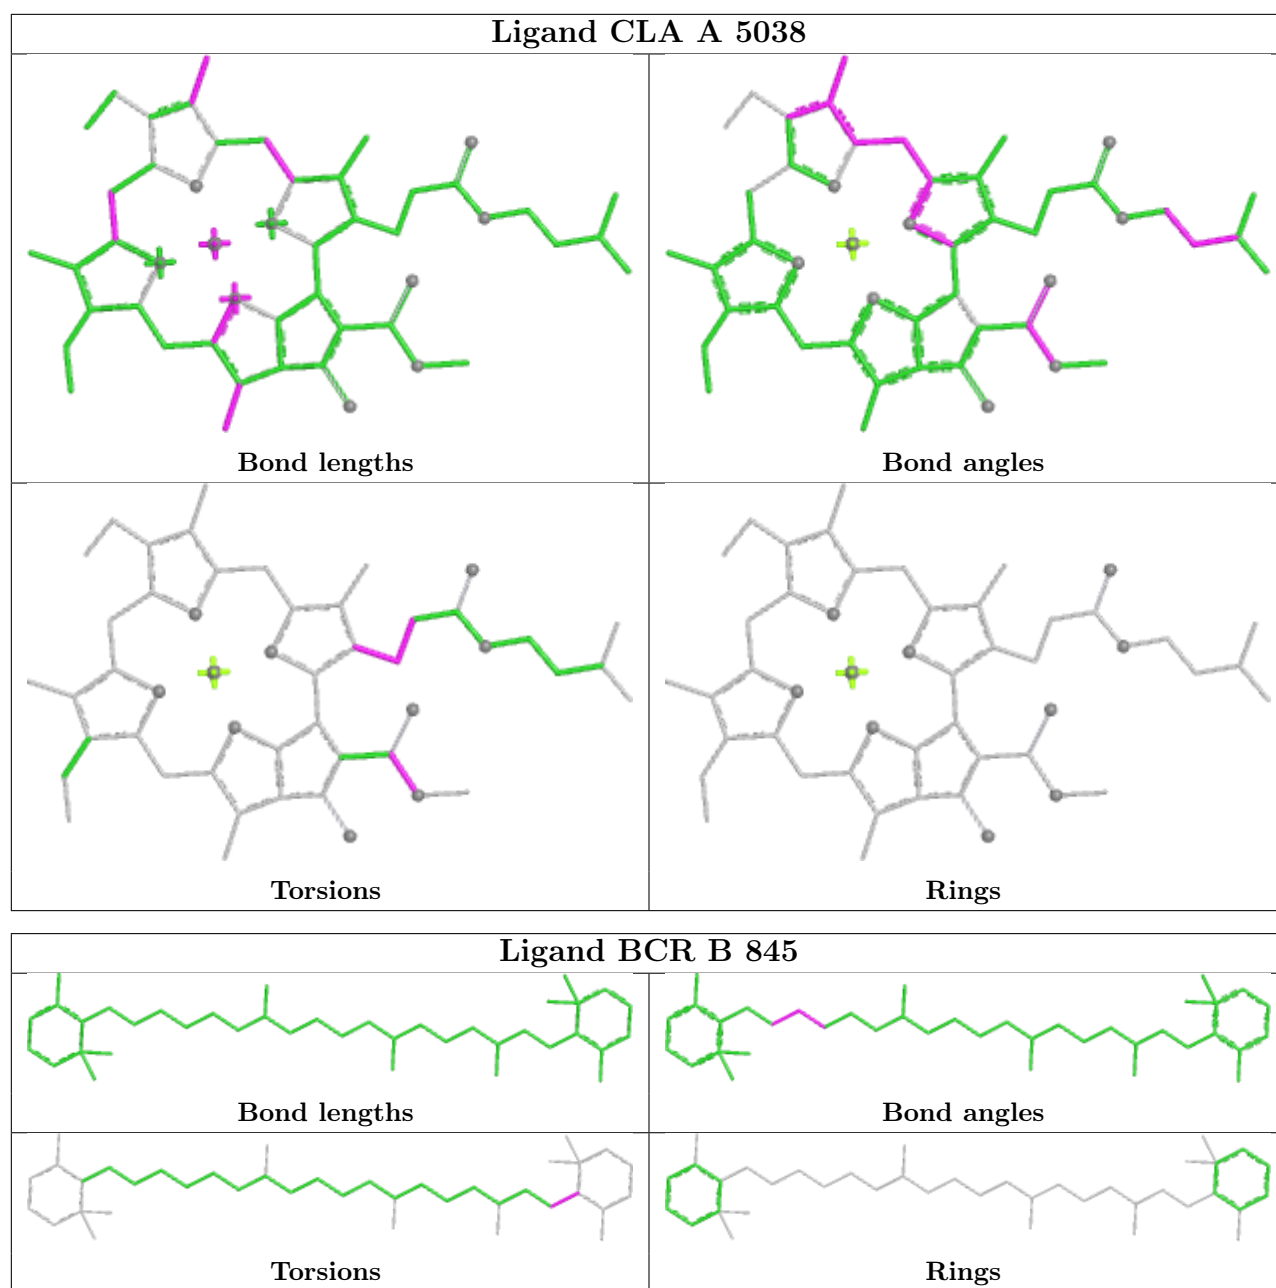 Ligand CLA A 5038
Bond lengths
Bond angles
Torsions
Rings
Ligand BCR B 845
Bond lengths
Bond angles
Torsions
Rings